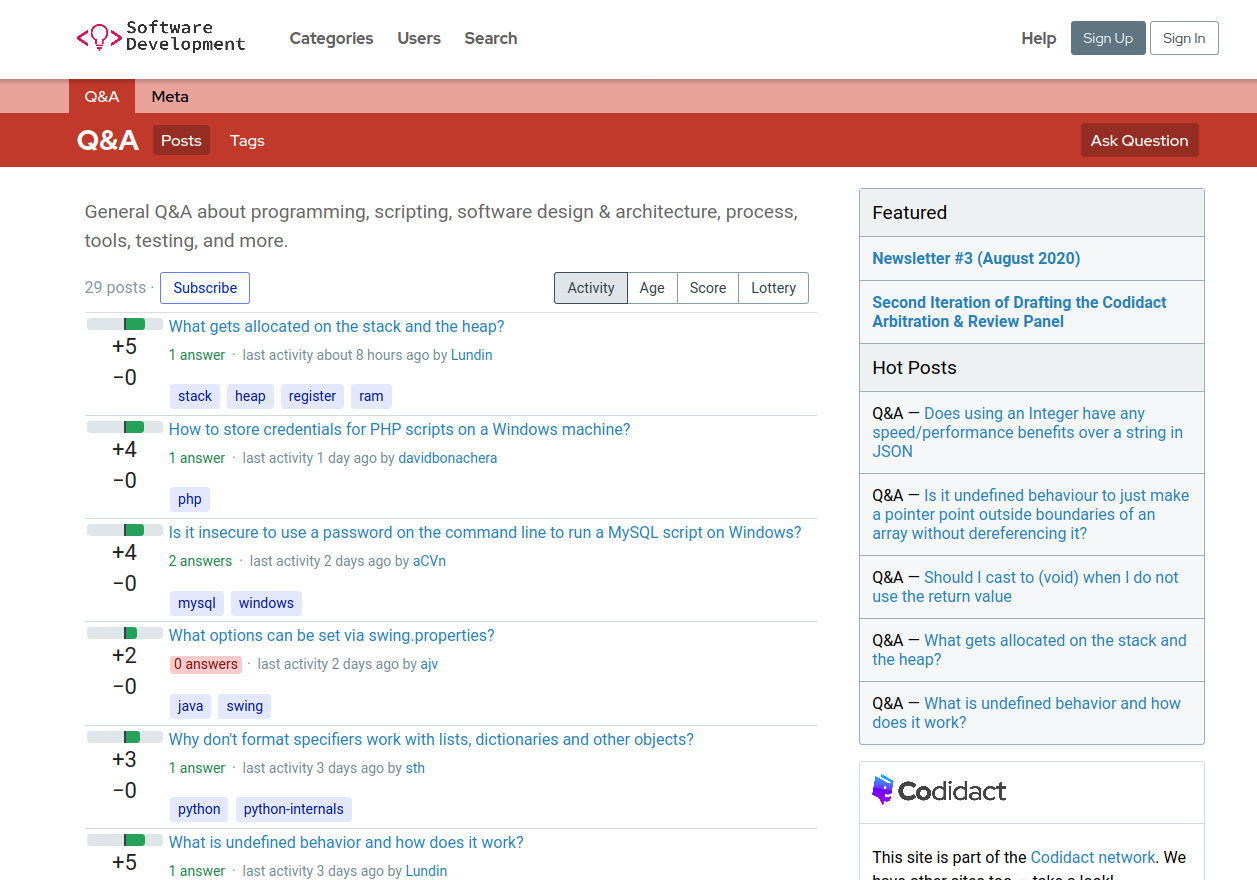 Software
Development
Categories Users Search
Help Sign Up Sign In
Q&A Meta
Q&A Posts Tags Ask Question
General Q&A about programming, scripting, software design & architecture, process,
tools, testing, and more.
29 posts · Subscribe
Activity Age Score Lottery
+5
−0
What gets allocated on the stack and the heap?
1 answer · last activity about 8 hours ago by Lundin
stack heap register ram
+4
−0
How to store credentials for PHP scripts on a Windows machine?
1 answer · last activity 1 day ago by davidbonachera
php
+4
−0
Is it insecure to use a password on the command line to run a MySQL script on Windows?
2 answers · last activity 2 days ago by aCVn
mysql windows
+2
−0
What options can be set via swing.properties?
0 answers · last activity 2 days ago by ajv
java swing
+3
−0
Why don't format specifiers work with lists, dictionaries and other objects?
1 answer · last activity 3 days ago by sth
python python-internals
+5
What is undefined behavior and how does it work?
1 answer · last activity 3 days ago by Lundin
Featured
Newsletter #3 (August 2020)
Second Iteration of Drafting the Codidact
Arbitration & Review Panel
Hot Posts
Q&A — Does using an Integer have any
speed/performance benefits over a string in
JSON
Q&A — Is it undefined behaviour to just make
a pointer point outside boundaries of an
array without dereferencing it?
Q&A — Should I cast to (void) when I do not
use the return value
Q&A — What gets allocated on the stack and
the heap?
Q&A — What is undefined behavior and how
does it work?
Codidact
This site is part of the Codidact network. We
have other sites too — take a look!